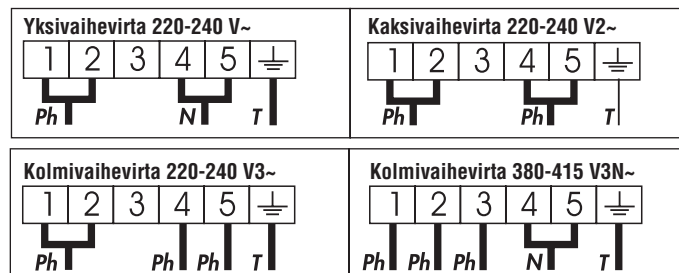 Yksivaihevirta 220-240 V~
1 2 3 4 5
Ph N T
Kaksivaihevirta 220-240 V2~
1 2 3 4 5
Ph Ph T
Kolmivaihevirta 220-240 V3~
1 2 3 4 5
Ph Ph Ph T
Kolmivaihevirta 380-415 V3N~
1 2 3 4 5
Ph Ph Ph N T